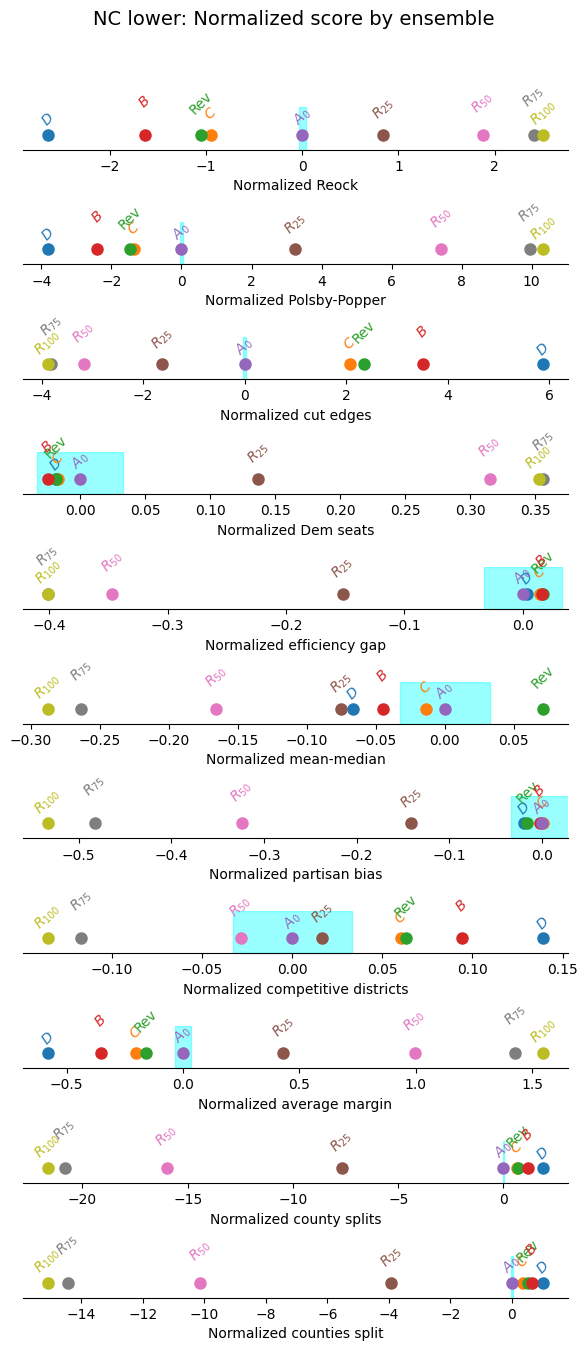 NC lower: Normalized score by ensemble
D B Rev C A0 R25 R50 R75 R100
−2 −1 0 1 2
Normalized Reock
D B Rev C A0 R25 R50 R75 R100
−4 −2 0 2 4 6 8 10
Normalized Polsby-Popper
R100 R75 R50 R25 A0 C Rev B D
−4 −2 0 2 4 6
Normalized cut edges
B Rev D C A0 R25 R50 R100 R75
0.00 0.05 0.10 0.15 0.20 0.25 0.30 0.35
Normalized Dem seats
R75 R100 R50 R25 A0 D C B Rev
−0.4 −0.3 −0.2 −0.1 0.0
Normalized efficiency gap
R100 R75 R50 R25 D B C A0 Rev
−0.30 −0.25 −0.20 −0.15 −0.10 −0.05 0.00 0.05
Normalized mean-median
R100 R75 R50 R25 D Rev B C A0
−0.5 −0.4 −0.3 −0.2 −0.1 0.0
Normalized partisan bias
R100 R75 R50 A0 R25 C Rev B D
−0.10 −0.05 0.00 0.05 0.10 0.15
Normalized competitive districts
D B C Rev A0 R25 R50 R75 R100
−0.5 0.0 0.5 1.0 1.5
Normalized average margin
R100 R75 R50 R25 A0 C Rev B D
−20 −15 −10 −5 0
Normalized county splits
R100 R75 R50 R25 A0 C Rev B D
−14 −12 −10 −8 −6 −4 −2 0
Normalized counties split